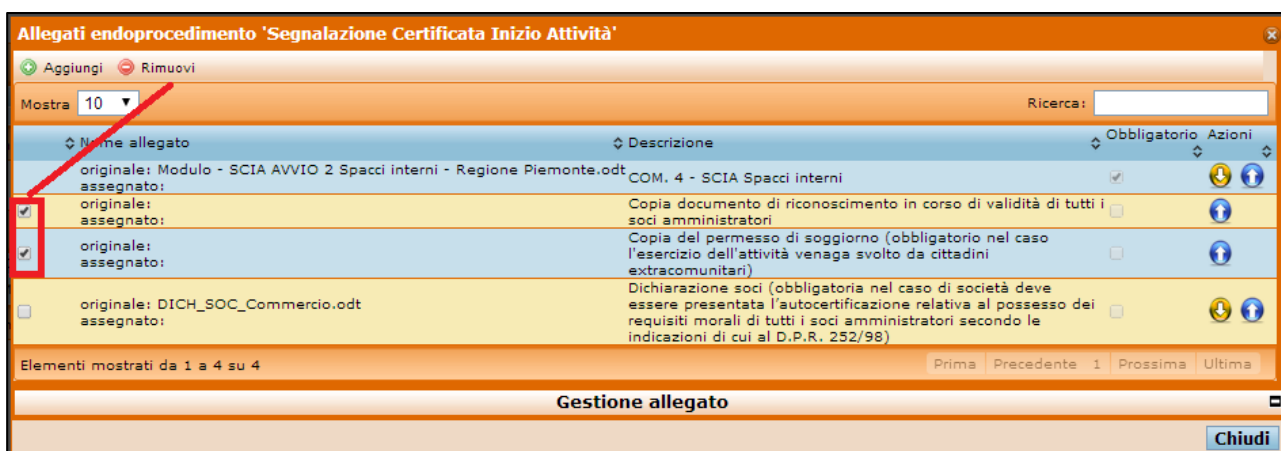 Allegati endoprocedimento 'Segnalazione Certificata Inizio Attività'
Aggiungi Rimuovi
Mostra 10 Ricerca:
Nome allegato Descrizione Obbligatorio Azioni
originale: Modulo - SCIA AVVIO 2 Spacci interni - Regione Piemonte.odt
assegnato:
COM. 4 - SCIA Spacci interni
originale:
assegnato:
Copia documento di riconoscimento in corso di validità di tutti i
soci amministratori
originale:
assegnato:
Copia del permesso di soggiorno (obbligatorio nel caso
l'esercizio dell'attività venaga svolto da cittadini
extracomunitari)
originale: DICH_SOC_Commercio.odt
assegnato:
Dichiarazione soci (obbligatoria nel caso di società deve
essere presentata l'autocertificazione relativa al possesso dei
requisiti morali di tutti i soci amministratori secondo le
indicazioni di cui al D.P.R. 252/98)
Elementi mostrati da 1 a 4 su 4 Prima Precedente 1 Prossima Ultima
Gestione allegato
Chiudi